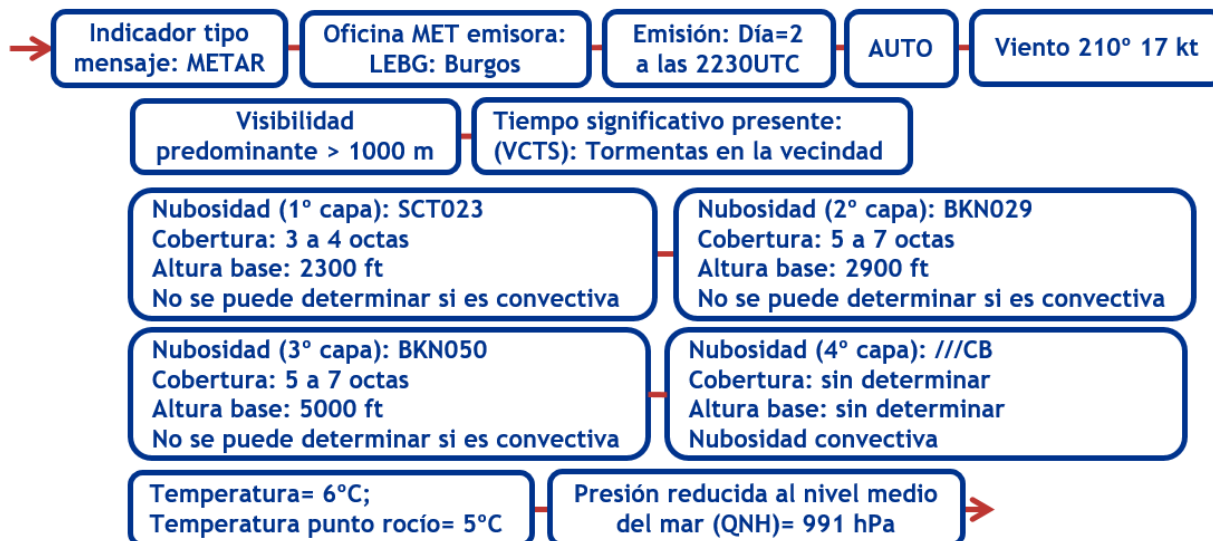 Indicador tipo
mensaje: METAR
Oficina MET emisora:
LEBG: Burgos
Emisión: Día=2
a las 2230UTC
AUTO
Viento 210º 17 kt
Visibilidad
predominante > 1000 m
Tiempo significativo presente:
(VCTS): Tormentas en la vecindad
Nubosidad (1º capa): SCT023
Cobertura: 3 a 4 octas
Altura base: 2300 ft
No se puede determinar si es convectiva
Nubosidad (2º capa): BKN029
Cobertura: 5 a 7 octas
Altura base: 2900 ft
No se puede determinar si es convectiva
Nubosidad (3º capa): BKN050
Cobertura: 5 a 7 octas
Altura base: 5000 ft
No se puede determinar si es convectiva
Nubosidad (4º capa): ///CB
Cobertura: sin determinar
Altura base: sin determinar
Nubosidad convectiva
Temperatura= 6ºC;
Temperatura punto rocío= 5ºC
Presión reducida al nivel medio
del mar (QNH)= 991 hPa